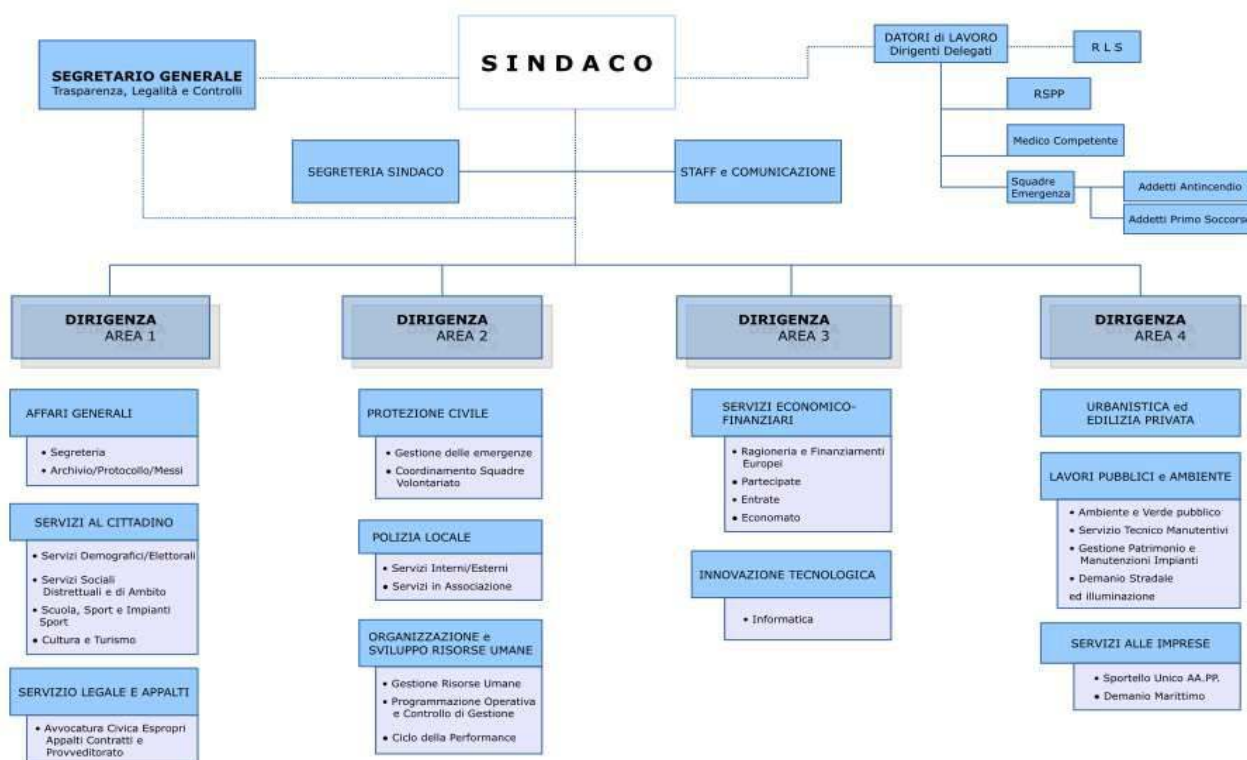 SINDACO
SEGRETARIO GENERALE
Trasparenza, Legalità e Controlli
DATORI di LAVORO
Dirigenti Delegati
R L S
RSPP
Medico Competente
Squadre
Emergenza
Addetti Antincendio
Addetti Primo Soccorso
SEGRETERIA SINDACO
STAFF e COMUNICAZIONE
DIRIGENZA
AREA 1
AFFARI GENERALI
• Segreteria
• Archivio/Protocollo/Messi
SERVIZI AL CITTADINO
• Servizi Demografici/Elettorali
• Servizi Sociali
Distrettuali e di Ambito
• Scuola, Sport e Impianti
Sport
• Cultura e Turismo
SERVIZIO LEGALE E APPALTI
• Avvocatura Civica Espropri
Appalti Contratti e
Provveditorato
DIRIGENZA
AREA 2
PROTEZIONE CIVILE
• Gestione delle emergenze
• Coordinamento Squadre
Volontariato
POLIZIA LOCALE
• Servizi Interni/Esterni
• Servizi in Associazione
ORGANIZZAZIONE e
SVILUPPO RISORSE UMANE
• Gestione Risorse Umane
• Programmazione Operativa
e Controllo di Gestione
• Ciclo della Performance
DIRIGENZA
AREA 3
SERVIZI ECONOMICO-
FINANZIARI
• Ragioneria e Finanziamenti
Europei
• Partecipate
• Entrate
• Economato
INNOVAZIONE TECNOLOGICA
• Informatica
DIRIGENZA
AREA 4
URBANISTICA ed
EDILIZIA PRIVATA
LAVORI PUBBLICI e AMBIENTE
• Ambiente e Verde pubblico
• Servizio Tecnico Manutentivi
• Gestione Patrimonio e
Manutenzioni Impianti
• Demanio Stradale
ed illuminazione
SERVIZI ALLE IMPRESE
• Sportello Unico AA.PP.
• Demanio Marittimo